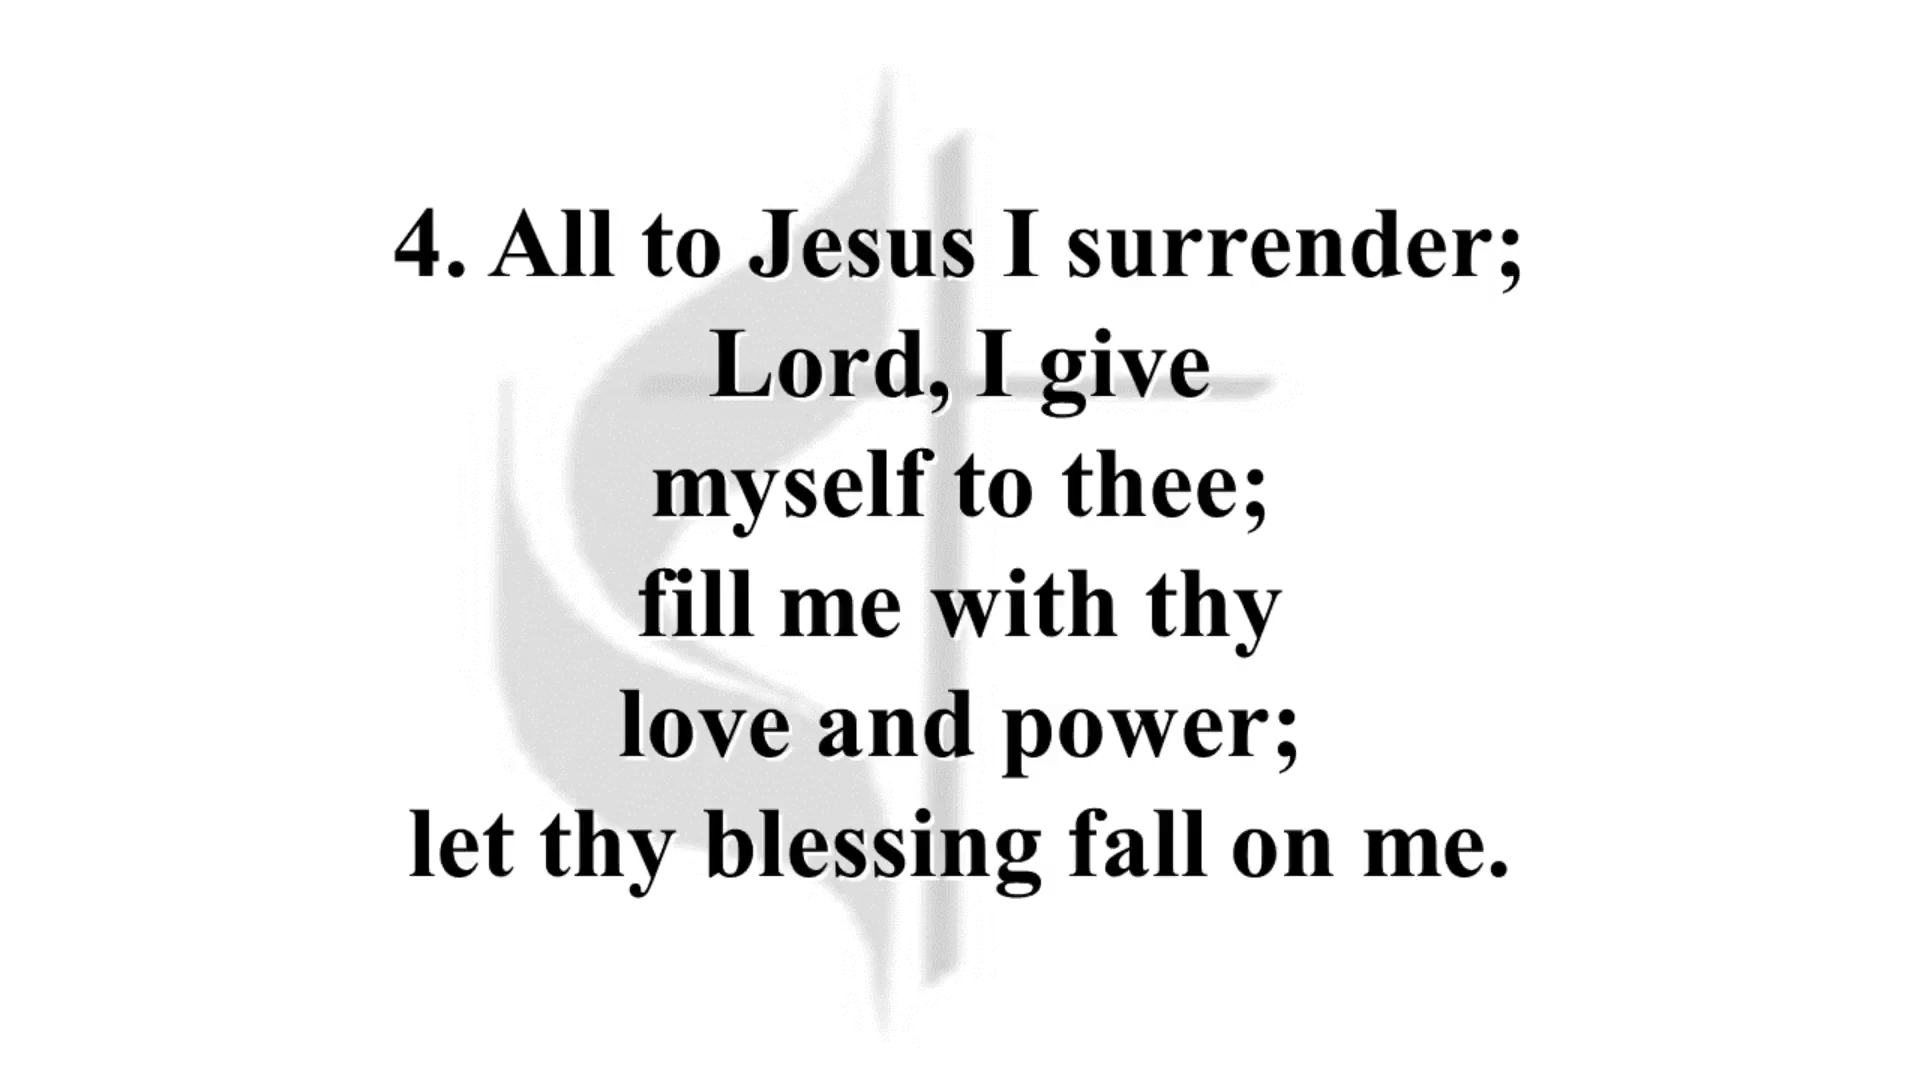 4. All to Jesus I surrender;
Lord, I give
myself to thee;
fill me with thy
love and power;
let thy blessing fall on me.